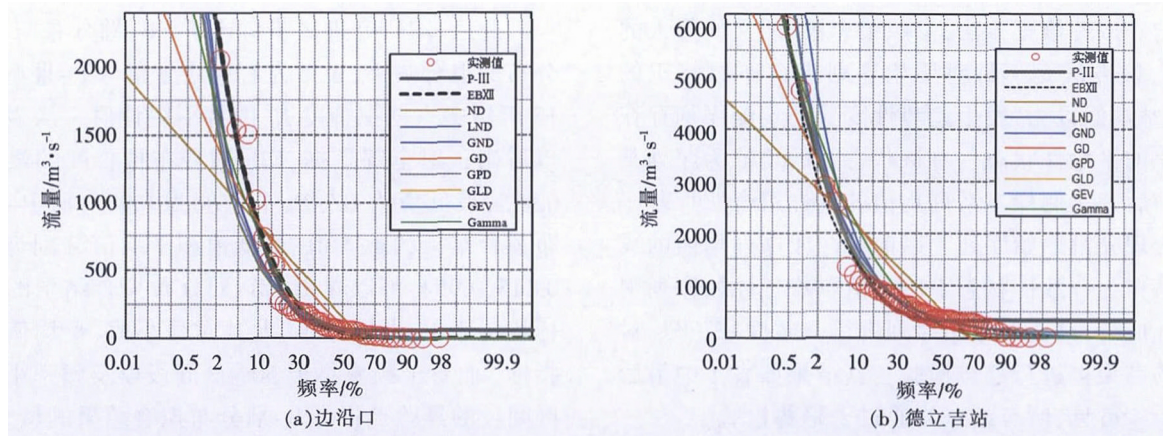 流量/m³·s⁻¹
2000
1500
1000
500
0
0.01 0.5 2 10 30 50 70 90 98 99.9
频率/%
实测值
P-III
EBXII
ND
LND
GND
GD
GPD
GLD
GEV
Gamma
(a)边沿口
流量/m³·s⁻¹
6000
5000
4000
3000
2000
1000
0
0.01 0.5 2 10 30 50 70 90 98 99.9
频率/%
实测值
P-III
EBXII
ND
LND
GND
GD
GPD
GLD
GEV
Gamma
(b)德立吉站